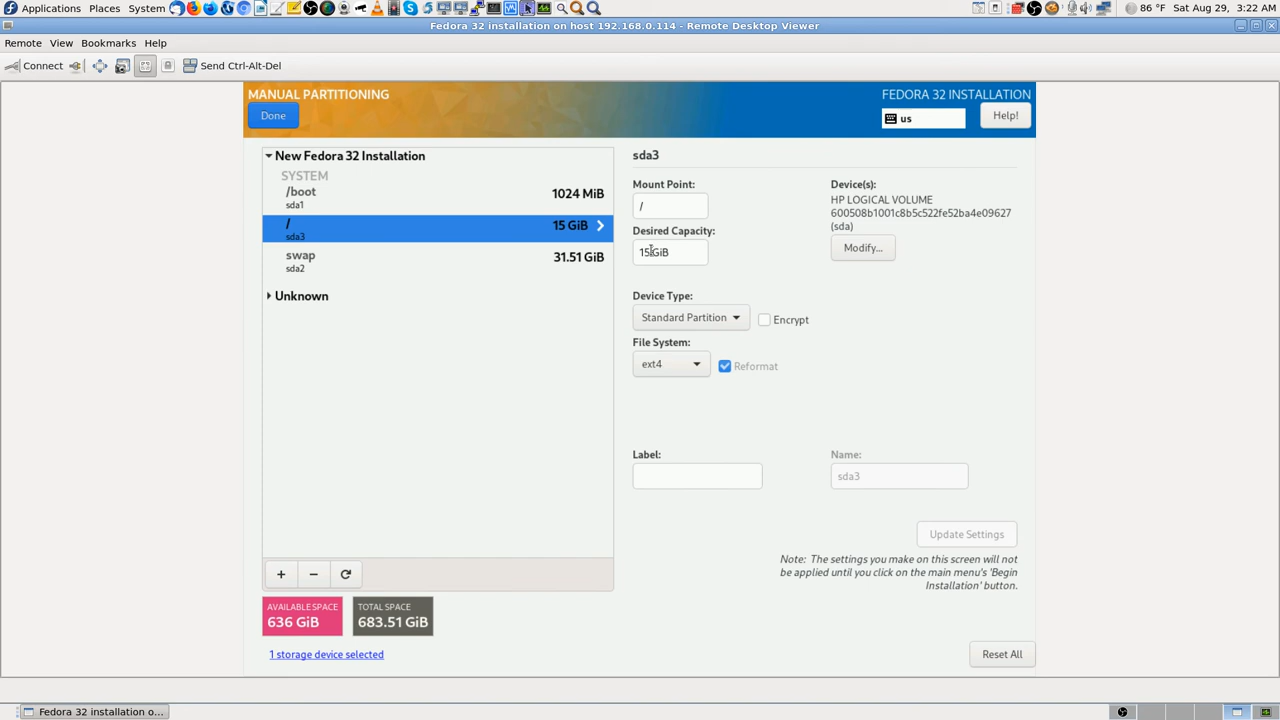 Applications Places System
86 °F Sat Aug 29, 3:22 AM
Fedora 32 installation on host 192.168.0.114 - Remote Desktop Viewer
Remote View Bookmarks Help
Connect Send Ctrl-Alt-Del
MANUAL PARTITIONING
FEDORA 32 INSTALLATION
Done
us
Help!
New Fedora 32 Installation
SYSTEM
/boot
1024 MiB
sda1
/
15 GiB
sda3
swap
31.51 GiB
sda2
Unknown
sda3
Mount Point:
/
Desired Capacity:
15 GiB
Device(s):
HP LOGICAL VOLUME
600508b1001c8b5c522fe52ba4e09627
(sda)
Modify...
Device Type:
Standard Partition
Encrypt
File System:
ext4
Reformat
Label:
Name:
sda3
Update Settings
Note: The settings you make on this screen will not
be applied until you click on the main menu's 'Begin
Installation' button.
AVAILABLE SPACE
636 GiB
TOTAL SPACE
683.51 GiB
1 storage device selected
Reset All
Fedora 32 installation o...